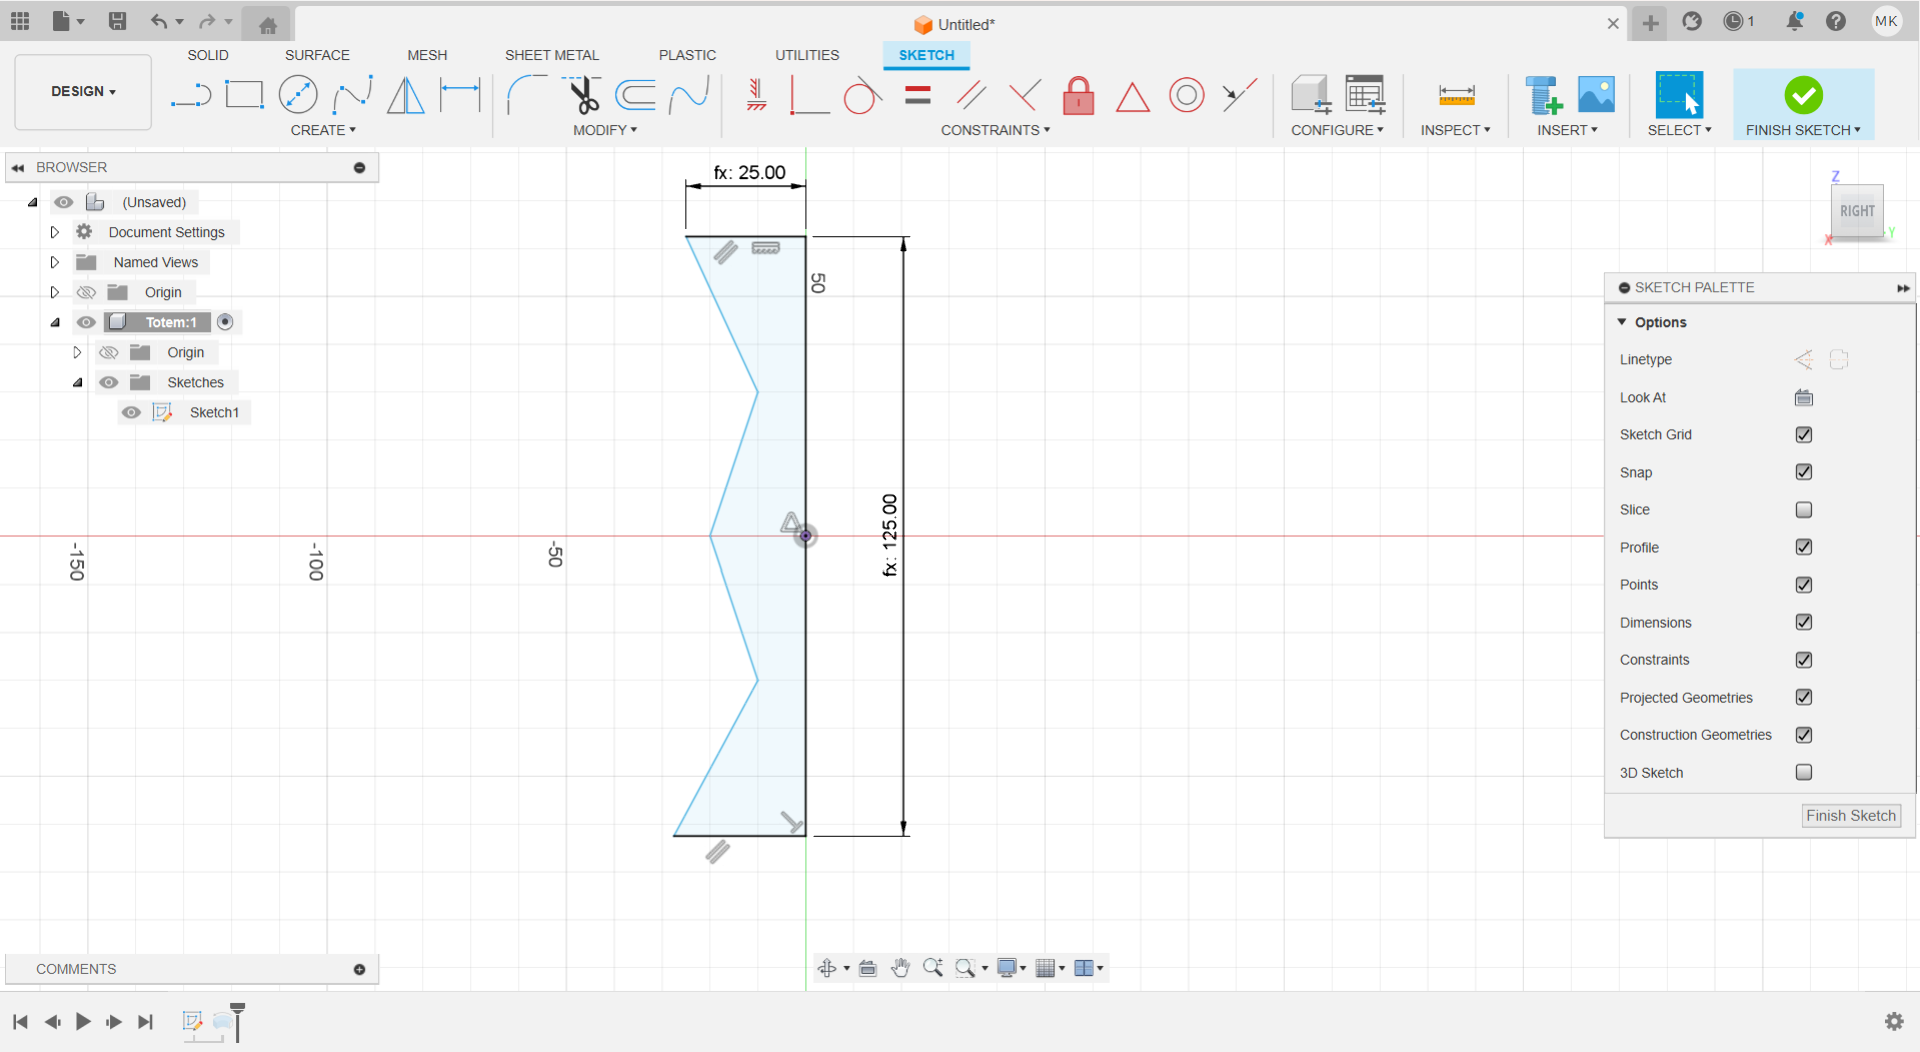 Untitled*
1
MK
SOLID
SURFACE
MESH
SHEET METAL
PLASTIC
UTILITIES
SKETCH
DESIGN
CREATE
MODIFY
CONSTRAINTS
CONFIGURE
INSPECT
INSERT
SELECT
FINISH SKETCH
BROWSER
(Unsaved)
Document Settings
Named Views
Origin
Totem:1
Origin
Sketches
Sketch1
fx: 25.00
50
fx: 125.00
-150
-100
-50
Z
RIGHT
X
Y
SKETCH PALETTE
Options
Linetype
Look At
Sketch Grid
Snap
Slice
Profile
Points
Dimensions
Constraints
Projected Geometries
Construction Geometries
3D Sketch
Finish Sketch
COMMENTS